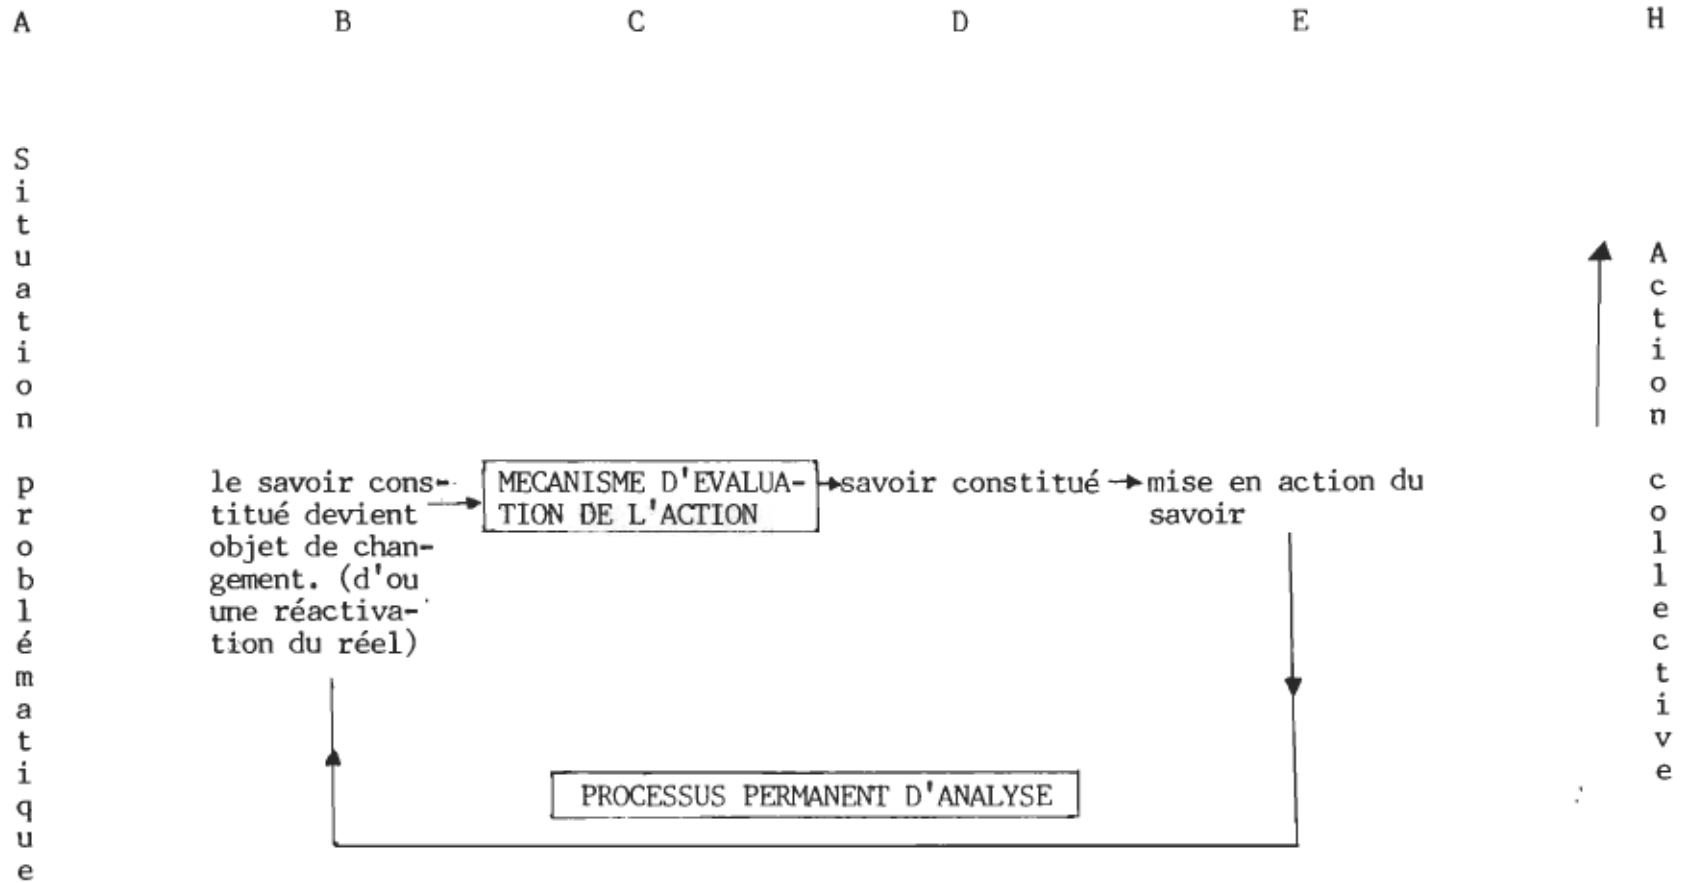 A B C D E H
Situation problématique
le savoir cons-
titué devient
objet de chan-
gement. (d'ou
une réactiva-
tion du réel)
MECANISME D'EVALUA-
TION DE L'ACTION
savoir constitué
mise en action du
savoir
PROCESSUS PERMANENT D'ANALYSE
Action collective